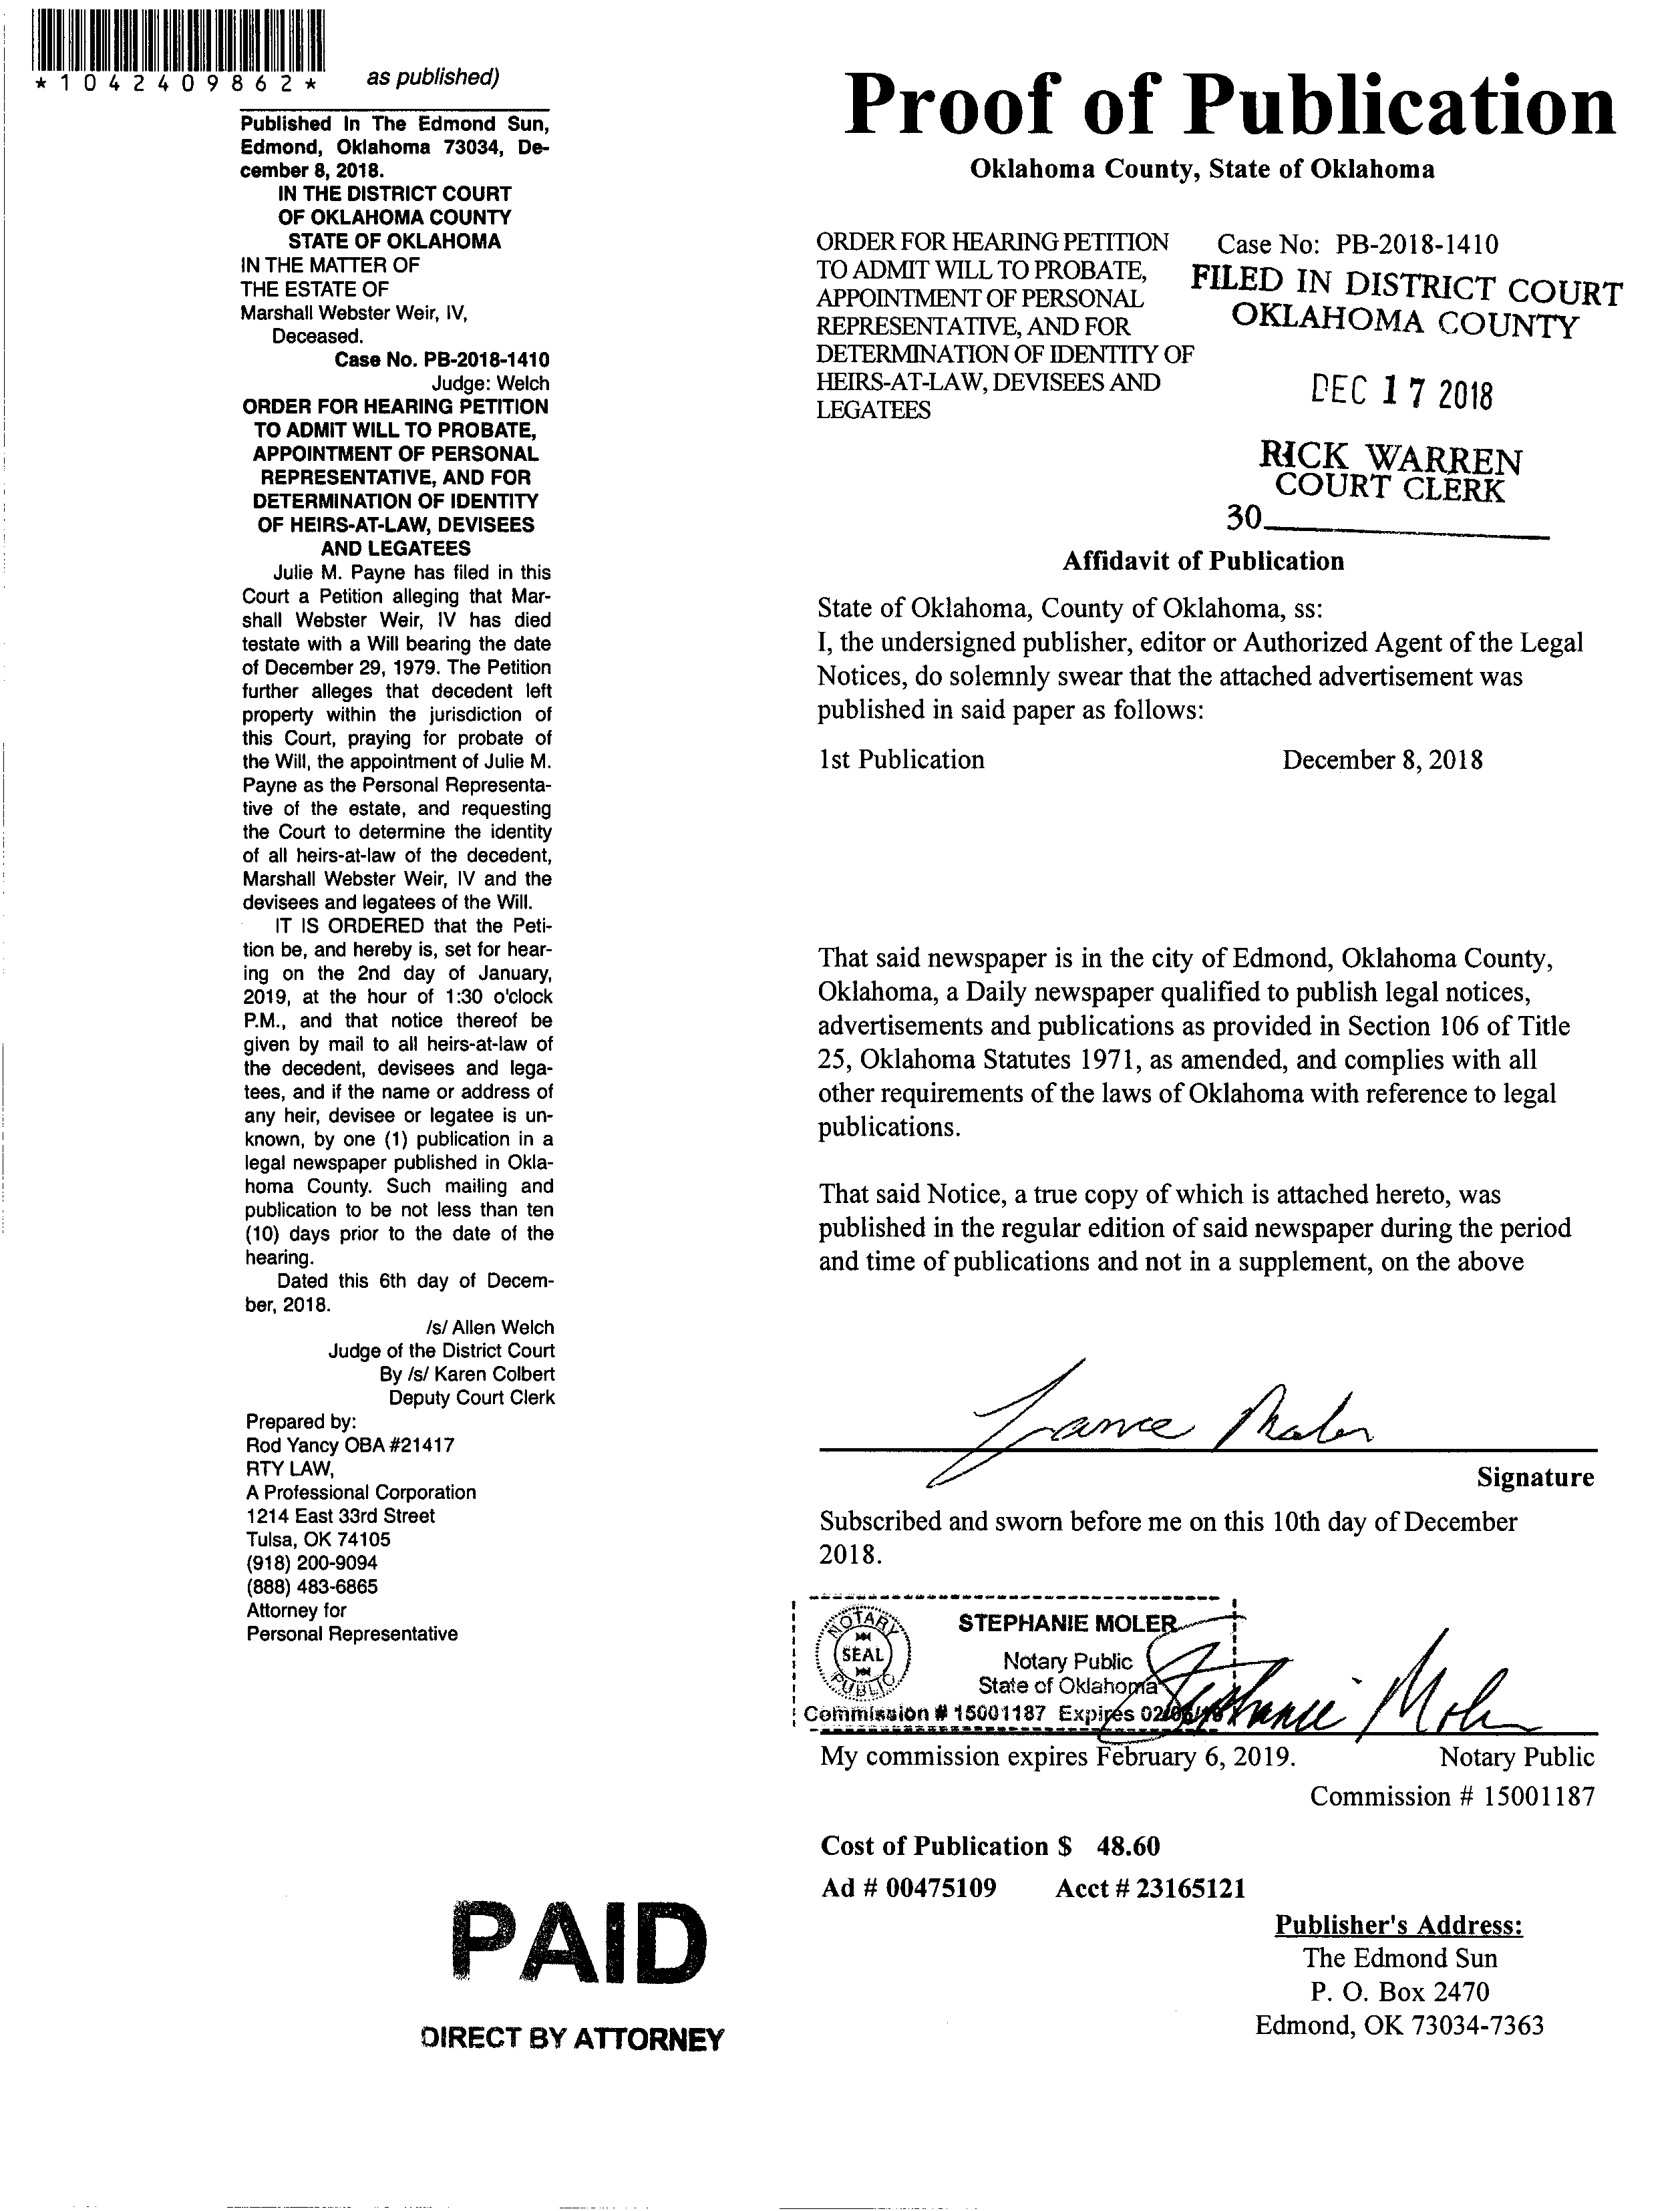 *1042409862*
as published)
Published In The Edmond Sun,
Edmond, Oklahoma 73034, De-
cember 8, 2018.
IN THE DISTRICT COURT
OF OKLAHOMA COUNTY
STATE OF OKLAHOMA
IN THE MATTER OF
THE ESTATE OF
Marshall Webster Weir, IV,
Deceased.
Case No. PB-2018-1410
Judge: Welch
ORDER FOR HEARING PETITION
TO ADMIT WILL TO PROBATE,
APPOINTMENT OF PERSONAL
REPRESENTATIVE, AND FOR
DETERMINATION OF IDENTITY
OF HEIRS-AT-LAW, DEVISEES
AND LEGATEES
Julie M. Payne has filed in this
Court a Petition alleging that Mar-
shall Webster Weir, IV has died
testate with a Will bearing the date
of December 29, 1979. The Petition
further alleges that decedent left
property within the jurisdiction of
this Court, praying for probate of
the Will, the appointment of Julie M.
Payne as the Personal Representa-
tive of the estate, and requesting
the Court to determine the identity
of all heirs-at-law of the decedent,
Marshall Webster Weir, IV and the
devisees and legatees of the Will.
IT IS ORDERED that the Peti-
tion be, and hereby is, set for hear-
ing on the 2nd day of January,
2019, at the hour of 1:30 o'clock
P.M., and that notice thereof be
given by mail to all heirs-at-law of
the decedent, devisees and lega-
tees, and if the name or address of
any heir, devisee or legatee is un-
known, by one (1) publication in a
legal newspaper published in Okla-
homa County. Such mailing and
publication to be not less than ten
(10) days prior to the date of the
hearing.
Dated this 6th day of Decem-
ber, 2018.
/s/ Allen Welch
Judge of the District Court
By /s/ Karen Colbert
Deputy Court Clerk
Prepared by:
Rod Yancy OBA #21417
RTY LAW,
A Professional Corporation
1214 East 33rd Street
Tulsa, OK 74105
(918) 200-9094
(888) 483-6865
Attorney for
Personal Representative
PAID
DIRECT BY ATTORNEY
Proof of Publication
Oklahoma County, State of Oklahoma
ORDER FOR HEARING PETITION
TO ADMIT WILL TO PROBATE,
APPOINTMENT OF PERSONAL
REPRESENTATIVE, AND FOR
DETERMINATION OF IDENTITY OF
HEIRS-AT-LAW, DEVISEES AND
LEGATEES
Case No: PB-2018-1410
FILED IN DISTRICT COURT
OKLAHOMA COUNTY
DEC 17 2018
RICK WARREN
COURT CLERK
30
Affidavit of Publication
State of Oklahoma, County of Oklahoma, ss:
I, the undersigned publisher, editor or Authorized Agent of the Legal
Notices, do solemnly swear that the attached advertisement was
published in said paper as follows:
1st Publication December 8, 2018
That said newspaper is in the city of Edmond, Oklahoma County,
Oklahoma, a Daily newspaper qualified to publish legal notices,
advertisements and publications as provided in Section 106 of Title
25, Oklahoma Statutes 1971, as amended, and complies with all
other requirements of the laws of Oklahoma with reference to legal
publications.
That said Notice, a true copy of which is attached hereto, was
published in the regular edition of said newspaper during the period
and time of publications and not in a supplement, on the above
Lance Moler
Signature
Subscribed and sworn before me on this 10th day of December
2018.
NOTARY
SEAL
PUBLIC
STEPHANIE MOLER
Notary Public
State of Oklahoma
Commission # 15001187 Expires 02/06/19
Stephanie Moler
My commission expires February 6, 2019. Notary Public
Commission # 15001187
Cost of Publication $ 48.60
Ad # 00475109 Acct # 23165121
Publisher's Address:
The Edmond Sun
P. O. Box 2470
Edmond, OK 73034-7363